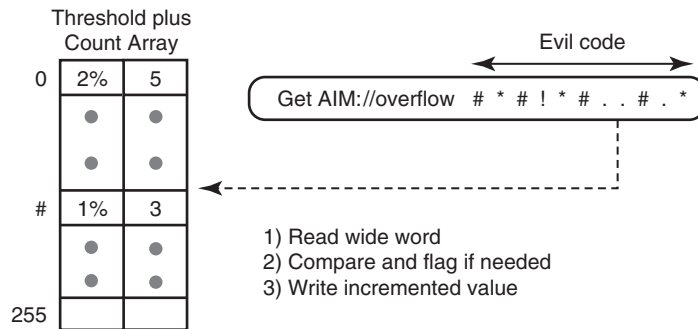 Threshold plus
Count Array
Evil code
0 2% 5
Get AIM://overflow # * # ! * # . . # . *
# 1% 3
1) Read wide word
2) Compare and flag if needed
3) Write incremented value
255